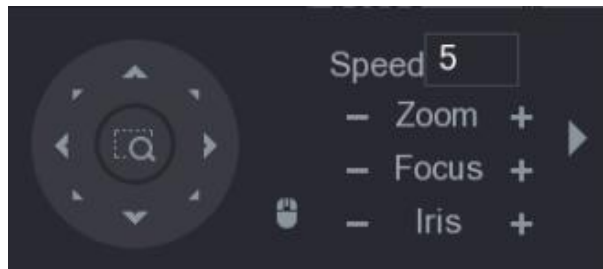 Speed 5
− Zoom +
− Focus +
− Iris +